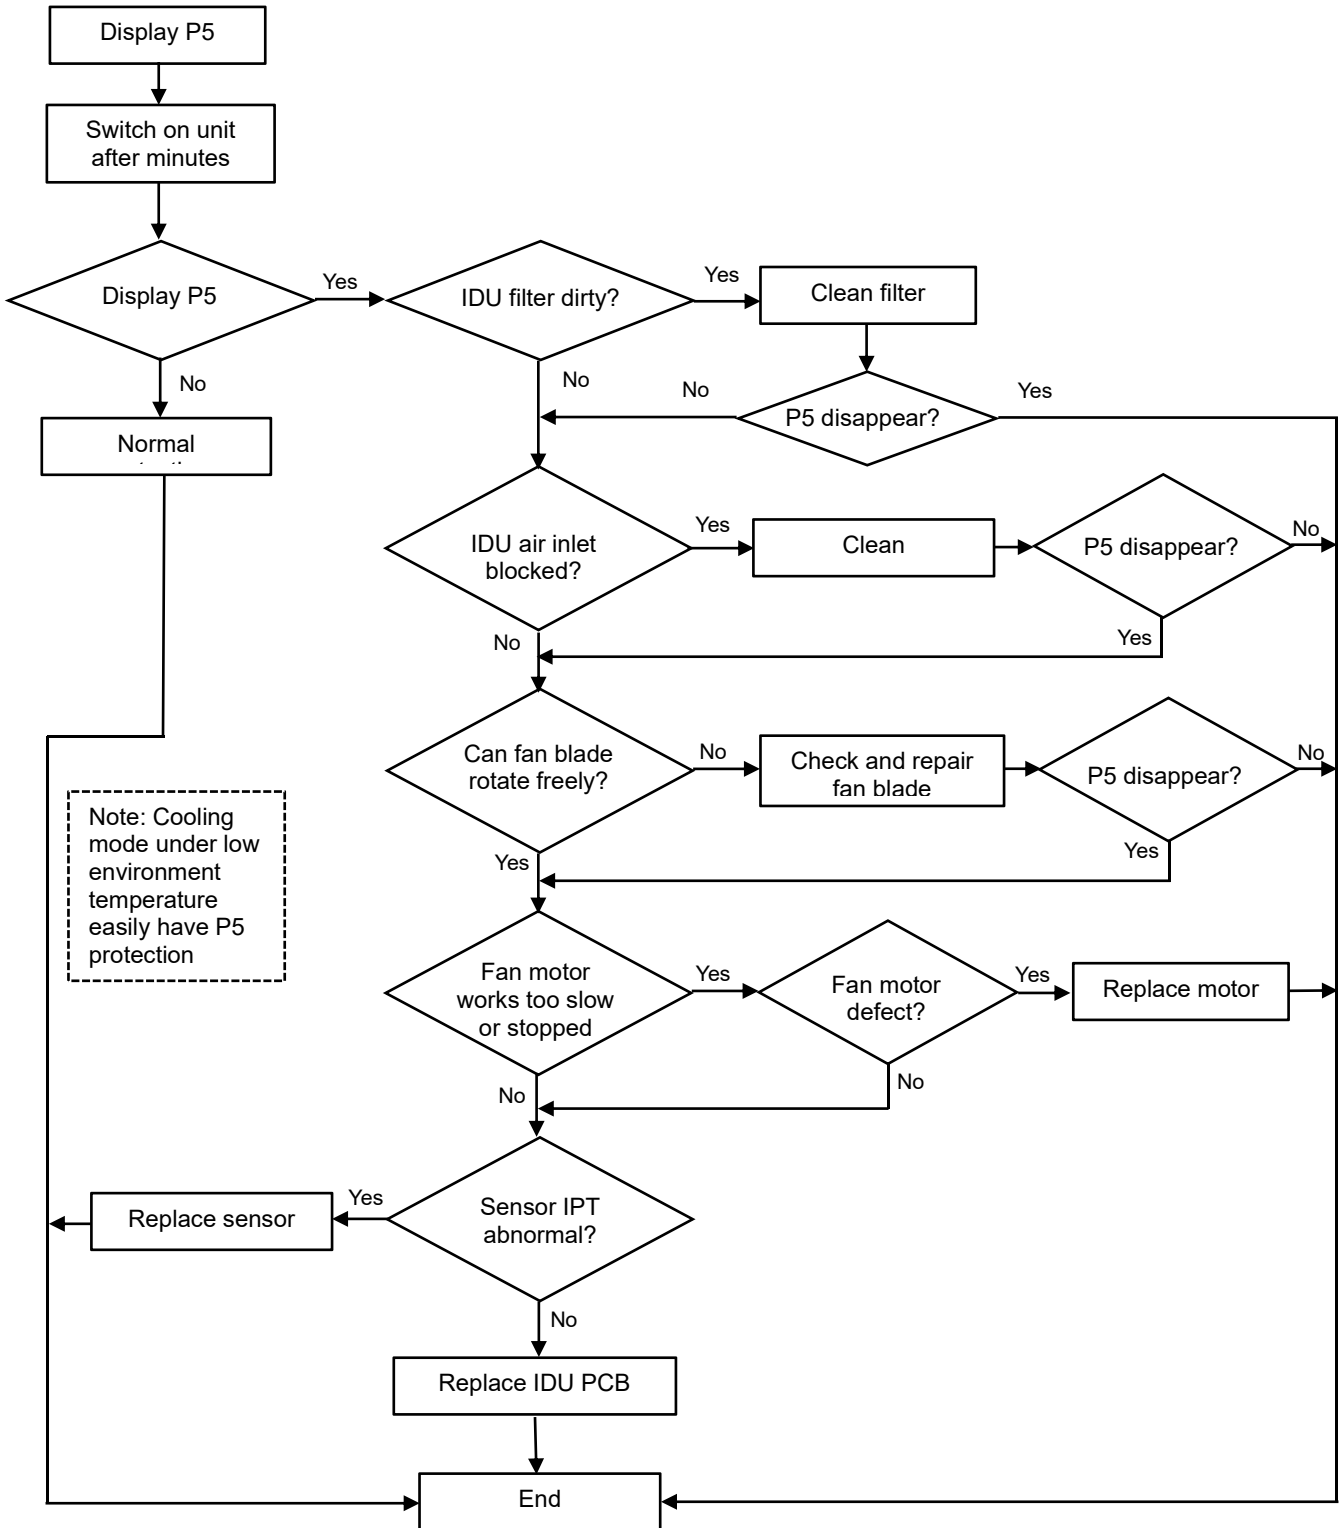 Display P5
Switch on unit
after minutes
Display P5
Yes
IDU filter dirty?
Yes
Clean filter
No
No
No
P5 disappear?
Yes
Normal
IDU air inlet
blocked?
Yes
Clean
P5 disappear?
No
No
Yes
Can fan blade
rotate freely?
No
Check and repair
fan blade
P5 disappear?
No
Yes
Yes
Note: Cooling
mode under low
environment
temperature
easily have P5
protection
Fan motor
works too slow
or stopped
Yes
Fan motor
defect?
Yes
Replace motor
No
No
Sensor IPT
abnormal?
Yes
Replace sensor
No
Replace IDU PCB
End